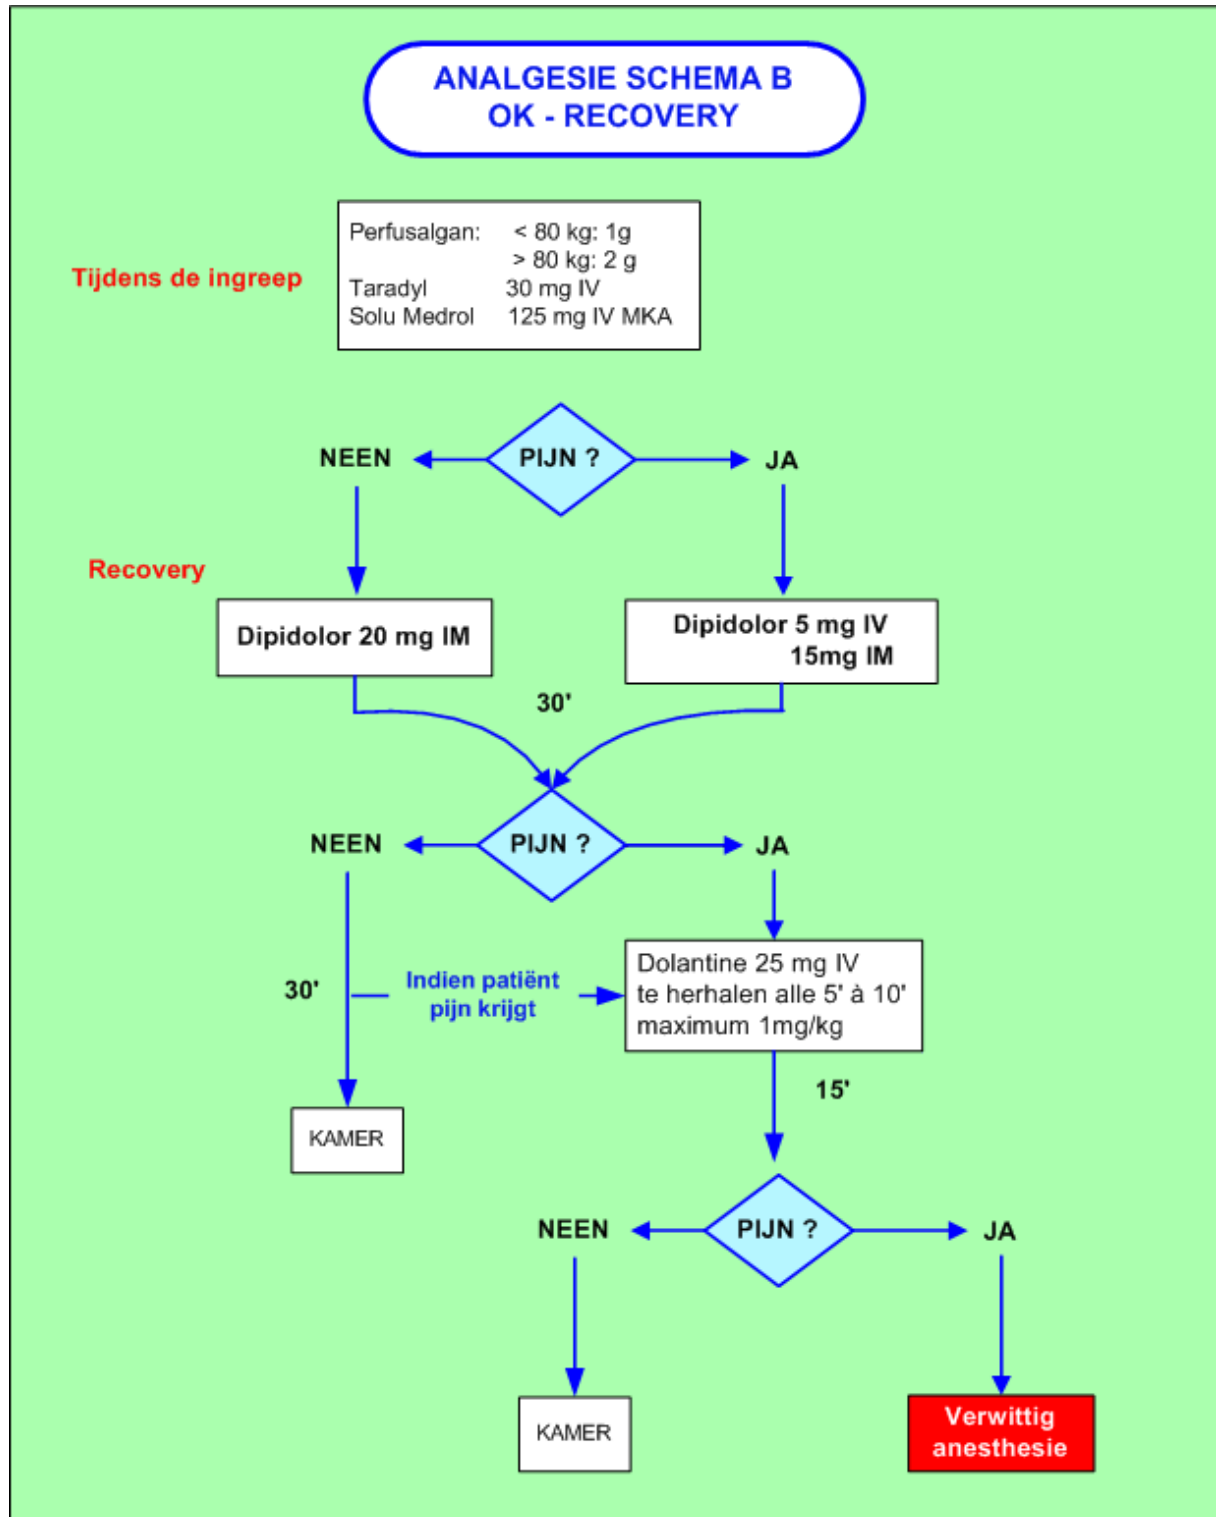 ANALGESIE SCHEMA B
OK - RECOVERY
Tijdens de ingreep
Perfusalgan: < 80 kg: 1g
> 80 kg: 2 g
Taradyl 30 mg IV
Solu Medrol 125 mg IV MKA
NEEN
PIJN ?
JA
Recovery
Dipidolor 20 mg IM
Dipidolor 5 mg IV
15mg IM
30'
NEEN
PIJN ?
JA
30'
Indien patiënt
pijn krijgt
Dolantine 25 mg IV
te herhalen alle 5' à 10'
maximum 1mg/kg
15'
KAMER
NEEN
PIJN ?
JA
KAMER
Verwittig
anesthesie